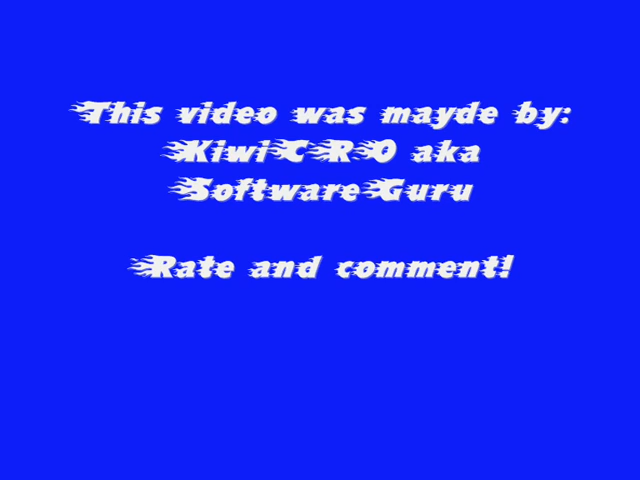 This video was mayde by:
KiwiCRO aka
SoftwareGuru
Rate and comment!